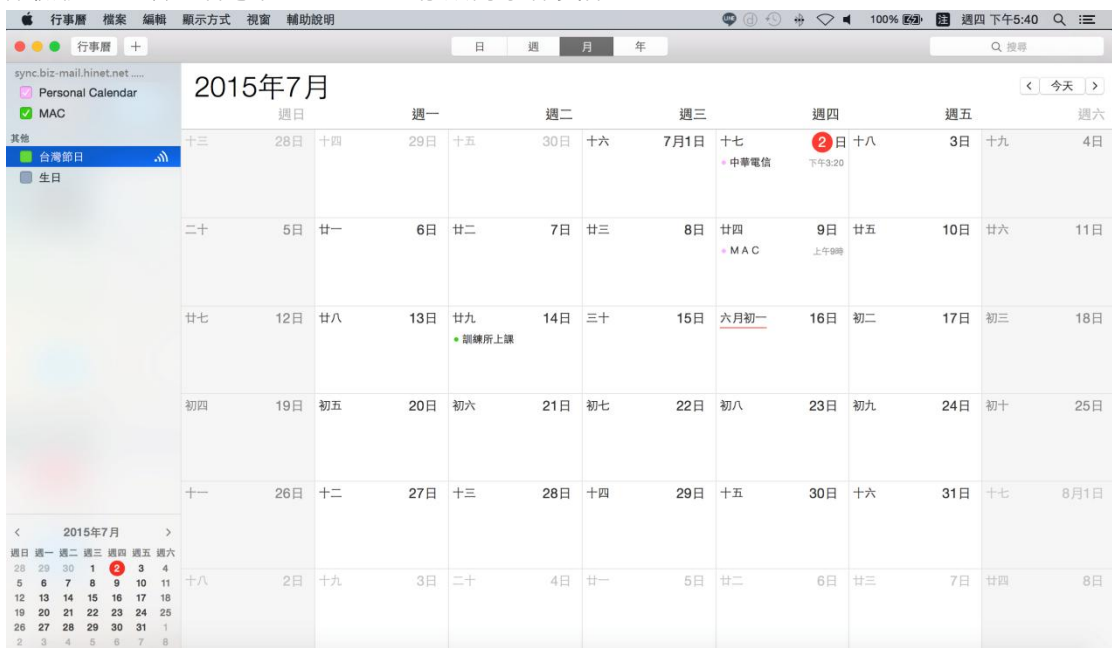 行事曆 檔案 編輯 顯示方式 視窗 輔助說明 100% 注 週四 下午5:40
行事曆 + 日 週 月 年 搜尋
sync.biz-mail.hinet.net .....
Personal Calendar
MAC
其他
台灣節日
生日
2015年7月
< 今天 >
週日 週一 週二 週三 週四 週五 週六
十三 28日 十四 29日 十五 30日 十六 7月1日 十七 2日 十八 3日 十九 4日
中華電信 下午3:20
二十 5日 廿一 6日 廿二 7日 廿三 8日 廿四 9日 廿五 10日 廿六 11日
MAC 上午9時
廿七 12日 廿八 13日 廿九 14日 三十 15日 六月初一 16日 初二 17日 初三 18日
訓練所上課
初四 19日 初五 20日 初六 21日 初七 22日 初八 23日 初九 24日 初十 25日
十一 26日 十二 27日 十三 28日 十四 29日 十五 30日 十六 31日 十七 8月1日
十八 2日 十九 3日 二十 4日 廿一 5日 廿二 6日 廿三 7日 廿四 8日
< 2015年7月 >
週日 週一 週二 週三 週四 週五 週六
28 29 30 1 2 3 4
5 6 7 8 9 10 11
12 13 14 15 16 17 18
19 20 21 22 23 24 25
26 27 28 29 30 31 1
2 3 4 5 6 7 8